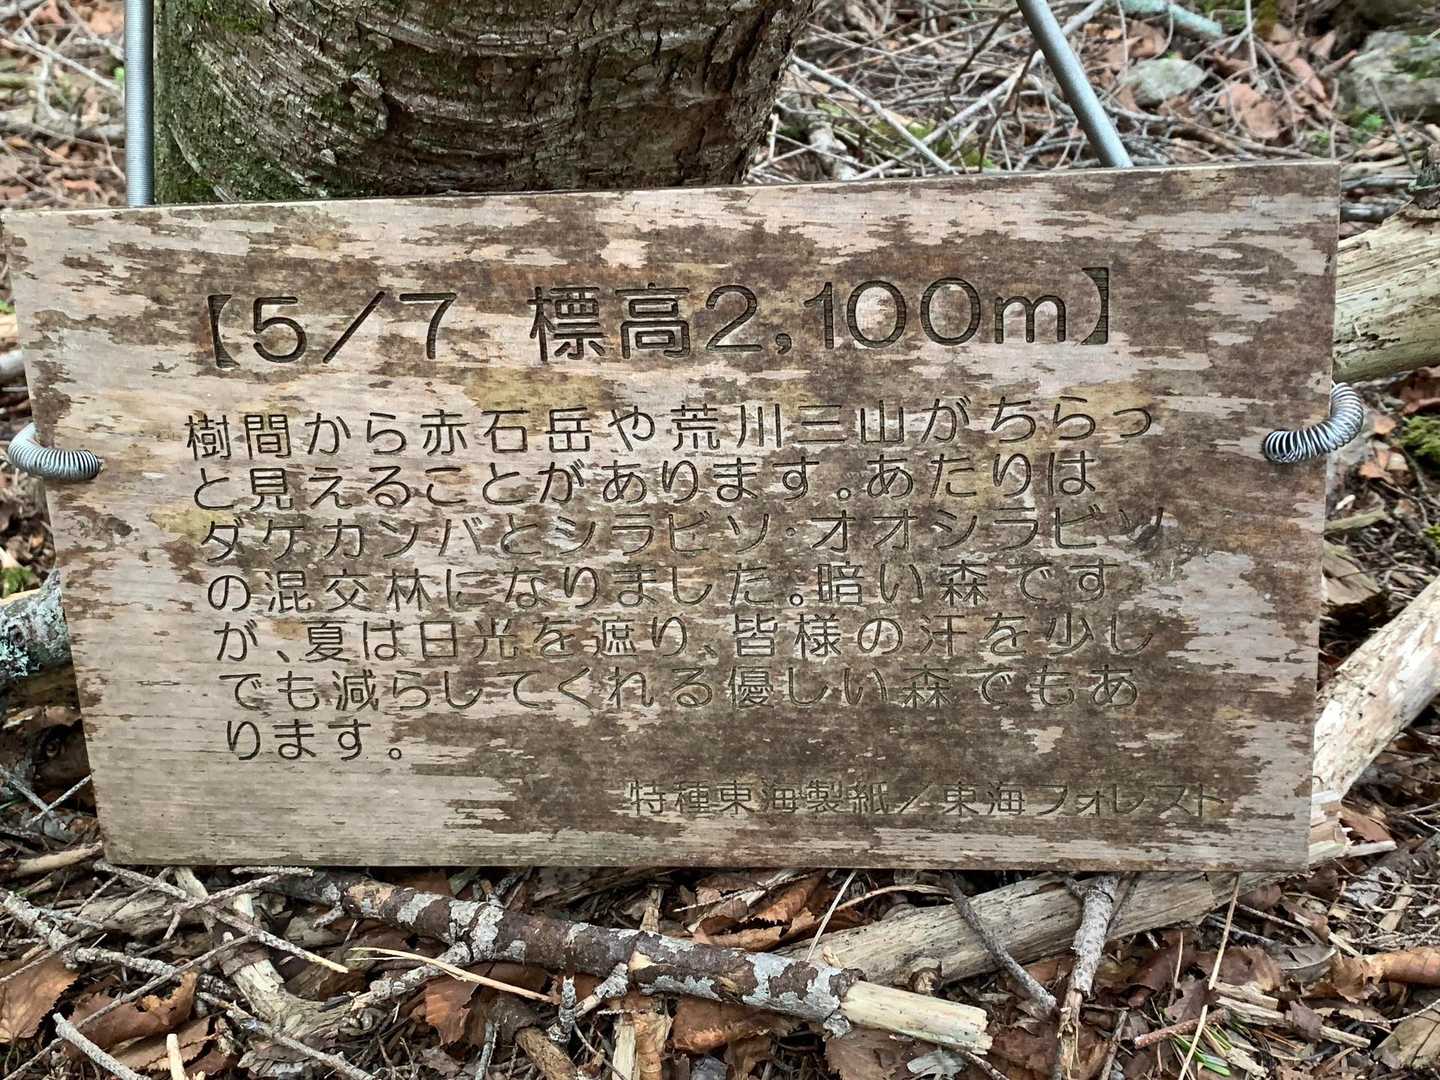 【5/7 標高2,100m】
樹間から赤石岳や荒川三山がちらっ
と見えることがあります。あたりは
ダケカンバとシラビソ・オオシラビソ
の混交林になりました。暗い森です
が、夏は日光を遮り、皆様の汗を少し
でも減らしてくれる優しい森でもあ
ります。
特種東海製紙/東海フォレスト